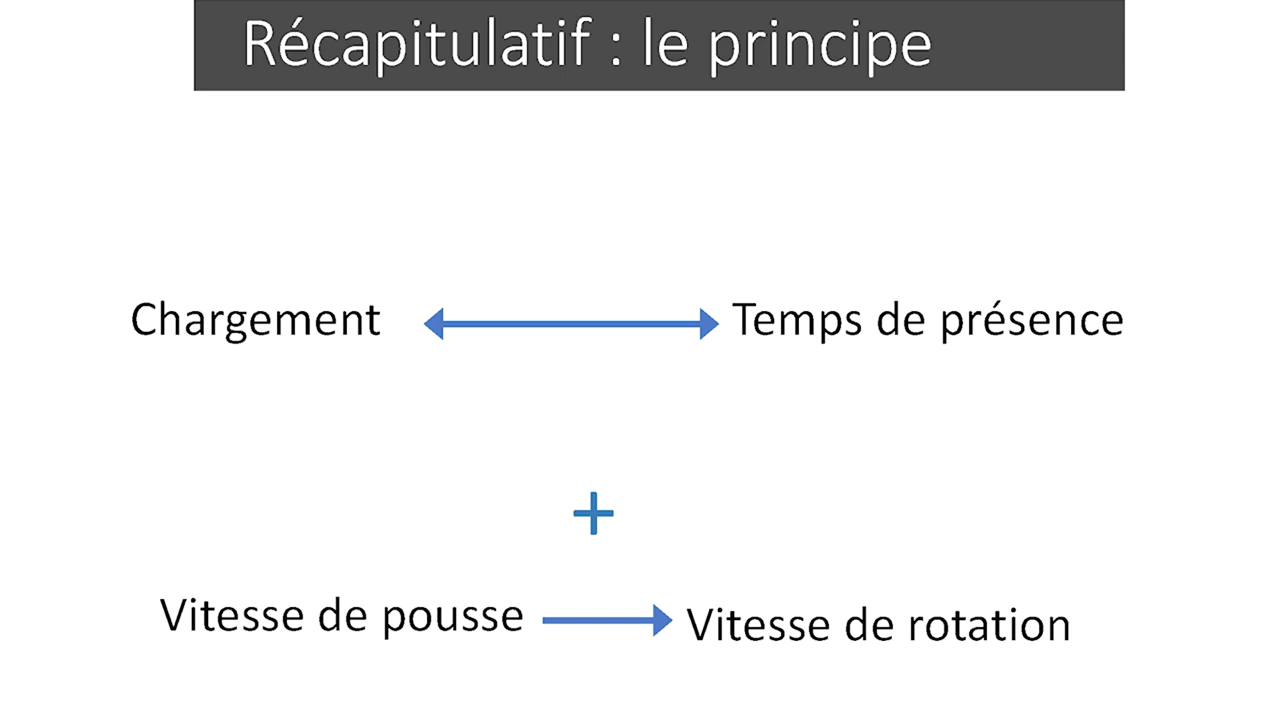 Récapitulatif : le principe
Chargement
Temps de présence
+
Vitesse de pousse
Vitesse de rotation